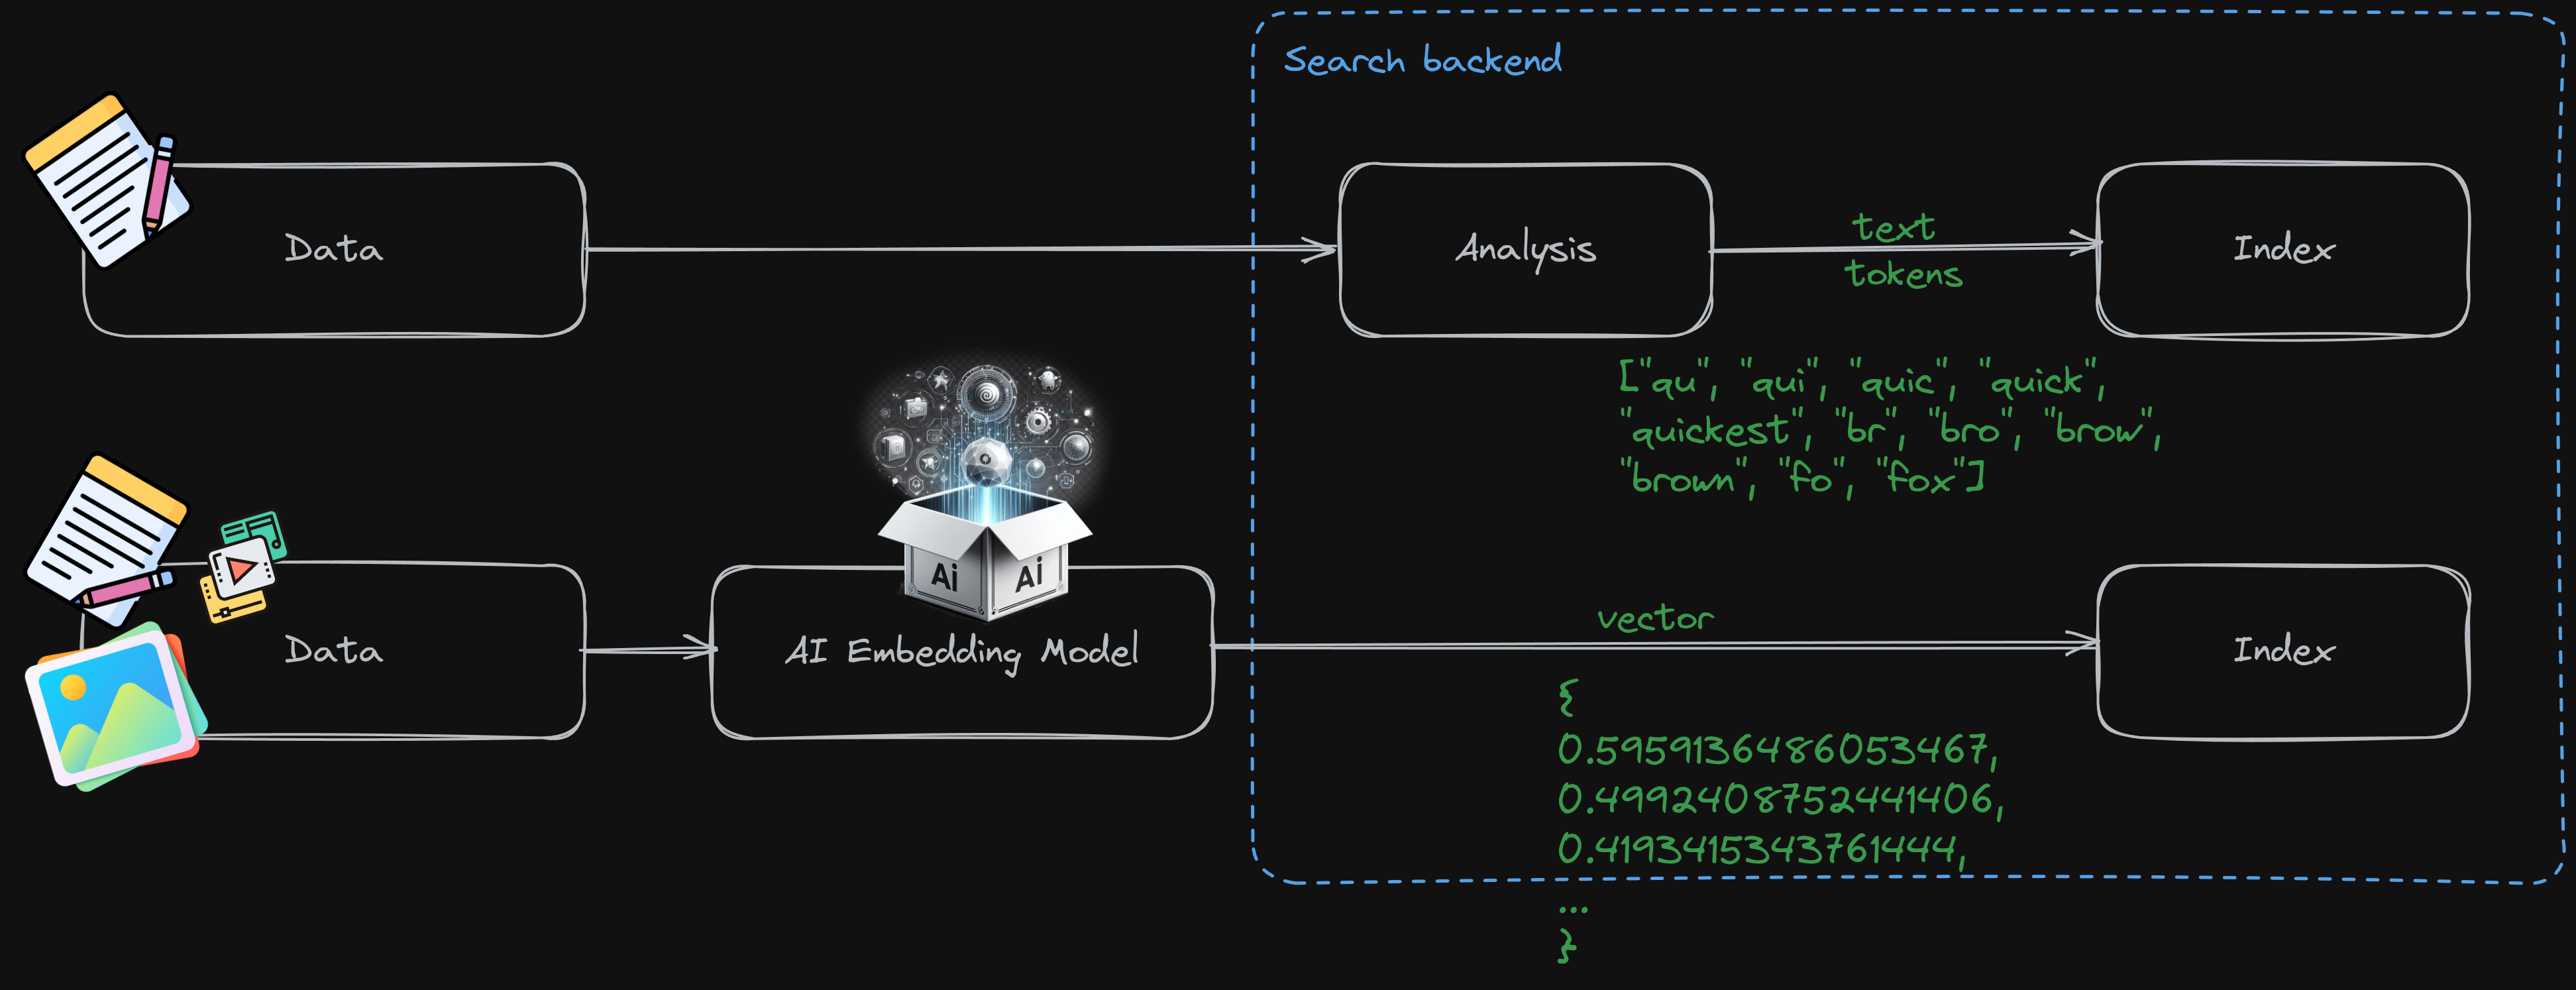 Search backend
Data
Analysis
text
tokens
Index
["qu", "qui", "quic", "quick",
"quickest", "br", "bro", "brow",
"brown", "fo", "fox"]
Data
Ai
Ai
AI Embedding Model
vector
Index
{
0.5959136486053467,
0.4992408752441406,
0.4193415343761444,
...
}